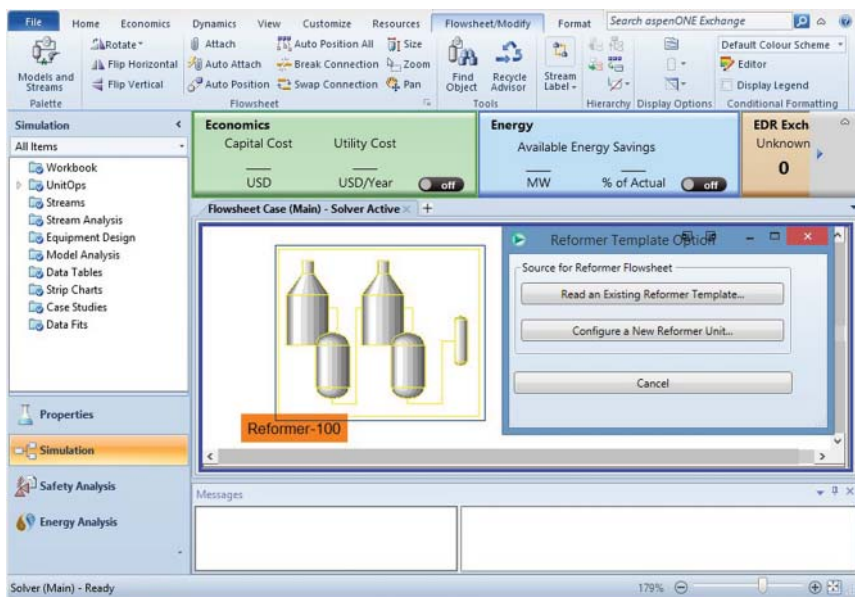 File Home Economics Dynamics View Customize Resources Flowsheet/Modify Format Search aspenONE Exchange
Rotate Attach Auto Position All Size
Flip Horizontal Auto Attach Break Connection Zoom
Flip Vertical Auto Position Swap Connection Pan
Models and Streams
Find Object
Recycle Advisor
Stream Label
Default Colour Scheme
Editor
Display Legend
Palette Flowsheet Tools Hierarchy Display Options Conditional Formatting
Simulation <
All Items
Workbook
UnitOps
Streams
Stream Analysis
Equipment Design
Model Analysis
Data Tables
Strip Charts
Case Studies
Data Fits
Properties
Simulation
Safety Analysis
Energy Analysis
Economics
Capital Cost Utility Cost
USD USD/Year off
Energy
Available Energy Savings
MW % of Actual off
EDR Exch
Unknown
0
Flowsheet Case (Main) - Solver Active +
Reformer-100
Reformer Template Option
Source for Reformer Flowsheet
Read an Existing Reformer Template...
Configure a New Reformer Unit...
Cancel
Messages
Solver (Main) - Ready 179%